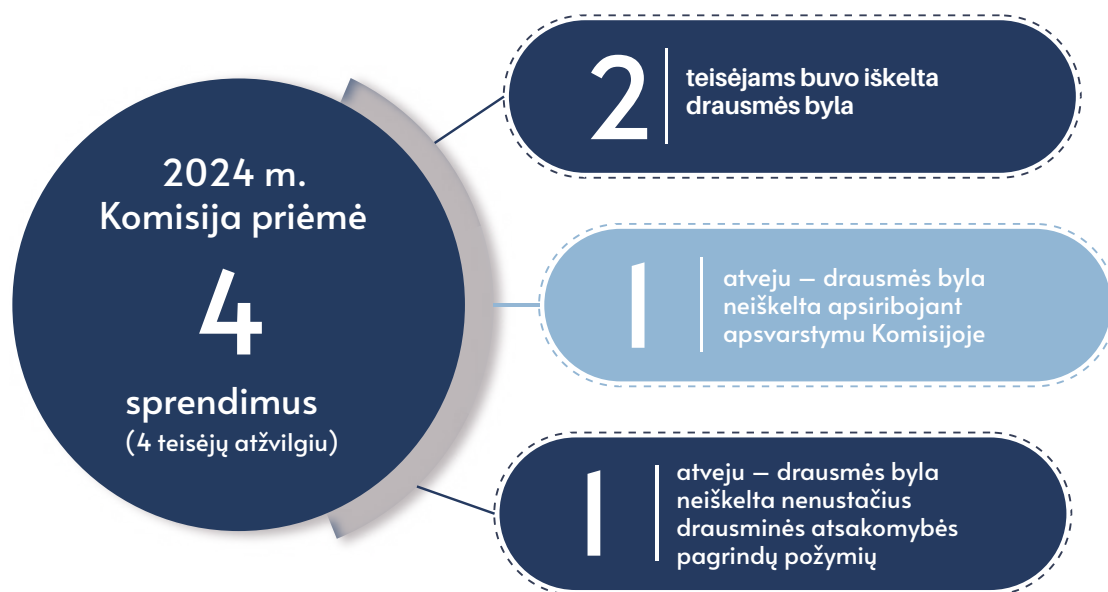 2024 m.
Komisija priėmė
4
sprendimus
(4 teisėjų atžvilgiu)
2
teisėjams buvo iškelta
drausmės byla
1
atveju – drausmės byla
neiškelta apsiribojant
apsvarstymu Komisijoje
1
atveju – drausmės byla
neiškelta nenustačius
drausminės atsakomybės
pagrindų požymių